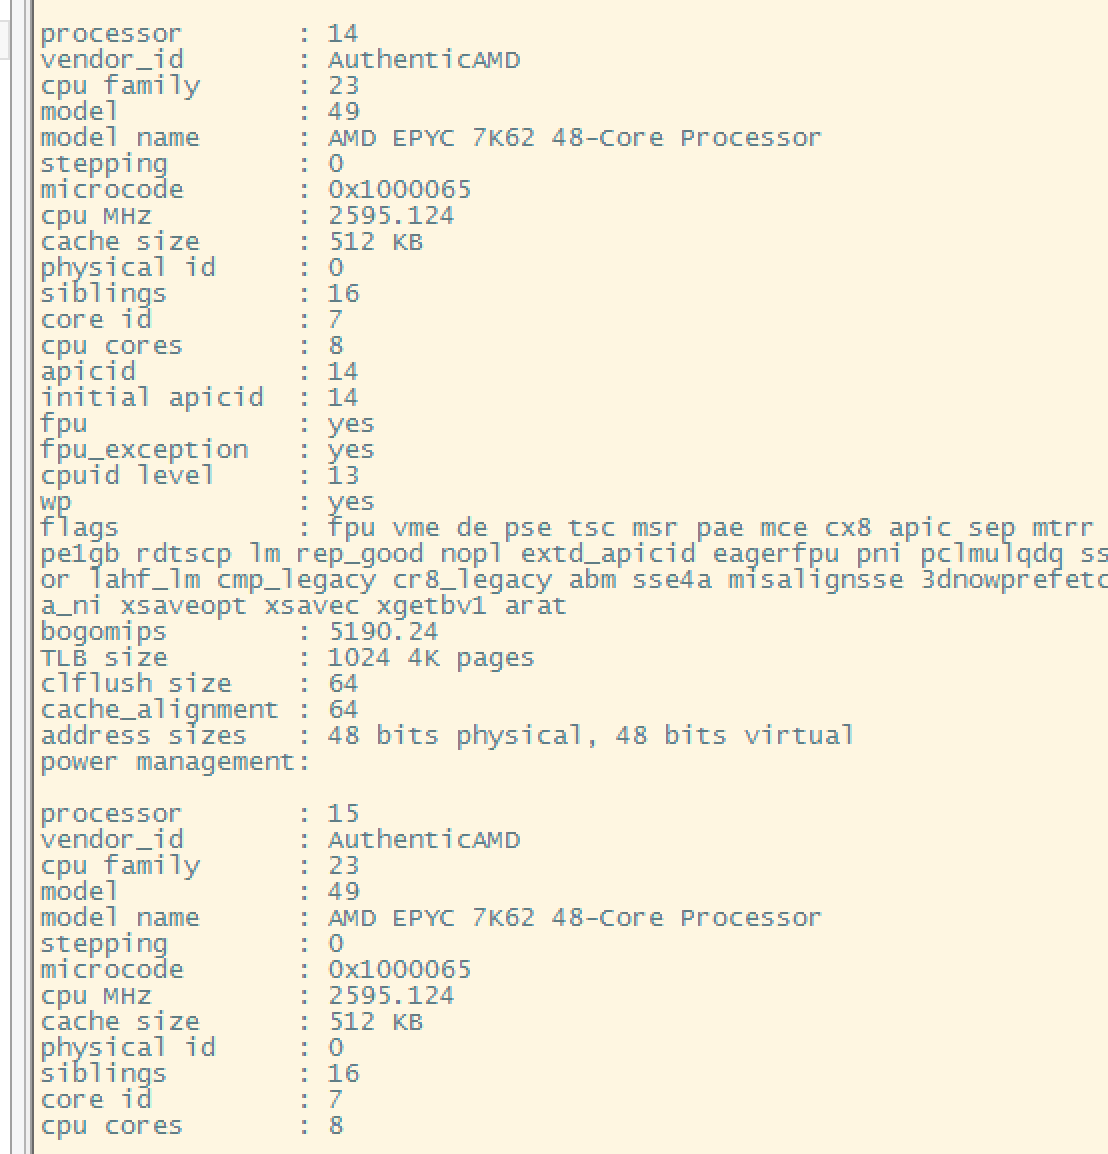 processor       : 14
vendor_id       : AuthenticAMD
cpu family      : 23
model           : 49
model name      : AMD EPYC 7K62 48-Core Processor
stepping        : 0
microcode       : 0x1000065
cpu MHz         : 2595.124
cache size      : 512 KB
physical id     : 0
siblings        : 16
core id         : 7
cpu cores       : 8
apicid          : 14
initial apicid  : 14
fpu             : yes
fpu_exception   : yes
cpuid level     : 13
wp              : yes
flags           : fpu vme de pse tsc msr pae mce cx8 apic sep mtrr
pe1gb rdtscp lm rep_good nopl extd_apicid eagerfpu pni pclmulqdq ss
or lahf_lm cmp_legacy cr8_legacy abm sse4a misalignsse 3dnowprefetc
a_ni xsaveopt xsavec xgetbv1 arat
bogomips        : 5190.24
TLB size        : 1024 4K pages
clflush size    : 64
cache_alignment : 64
address sizes   : 48 bits physical, 48 bits virtual
power management:
processor       : 15
vendor_id       : AuthenticAMD
cpu family      : 23
model           : 49
model name      : AMD EPYC 7K62 48-Core Processor
stepping        : 0
microcode       : 0x1000065
cpu MHz         : 2595.124
cache size      : 512 KB
physical id     : 0
siblings        : 16
core id         : 7
cpu cores       : 8